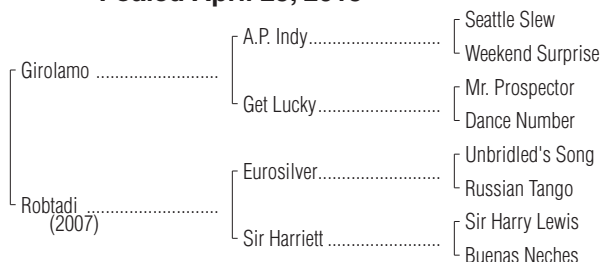 Seattle Slew
A.P. Indy
Weekend Surprise
Girolamo
Mr. Prospector
Get Lucky
Dance Number
Unbridled's Song
Eurosilver
Russian Tango
Robtadi
(2007)
Sir Harry Lewis
Sir Harriett
Buenas Neches